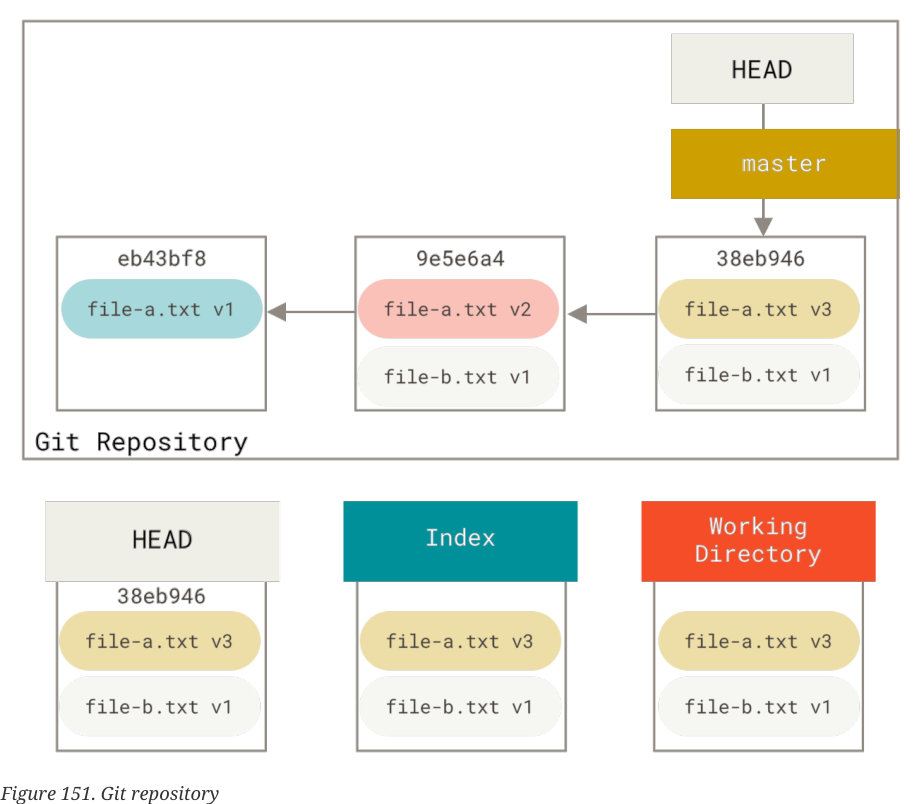 HEAD
master
eb43bf8
9e5e6a4
38eb946
file-a.txt v1
file-a.txt v2
file-a.txt v3
file-b.txt v1
file-b.txt v1
Git Repository
HEAD
Index
Working
Directory
38eb946
file-a.txt v3
file-a.txt v3
file-a.txt v3
file-b.txt v1
file-b.txt v1
file-b.txt v1
Figure 151. Git repository